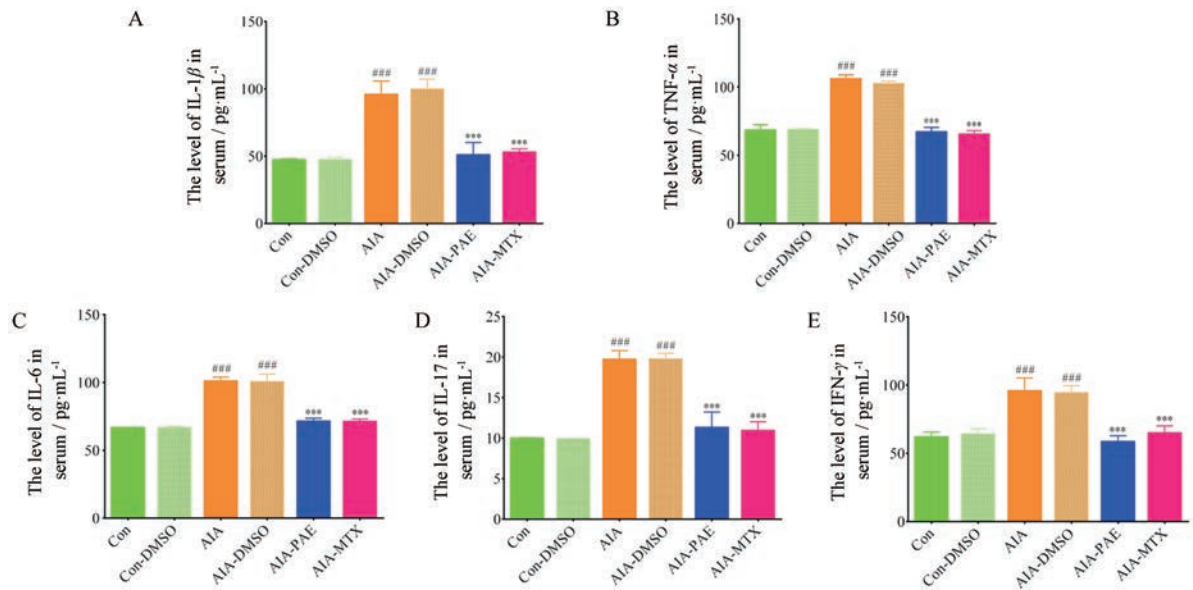 A
The level of IL-1β in
serum / pg·mL⁻¹
150
100
50
0
###
###
***
***
Con
Con-DMSO
AIA
AIA-DMSO
AIA-PAE
AIA-MTX
B
The level of TNF-α in
serum / pg·mL⁻¹
150
100
50
0
###
###
***
***
Con
Con-DMSO
AIA
AIA-DMSO
AIA-PAE
AIA-MTX
C
The level of IL-6 in
serum / pg·mL⁻¹
150
100
50
0
###
###
***
***
Con
Con-DMSO
AIA
AIA-DMSO
AIA-PAE
AIA-MTX
D
The level of IL-17 in
serum / pg·mL⁻¹
25
20
15
10
5
0
###
###
***
***
Con
Con-DMSO
AIA
AIA-DMSO
AIA-PAE
AIA-MTX
E
The level of IFN-γ in
serum / pg·mL⁻¹
150
100
50
0
###
###
***
***
Con
Con-DMSO
AIA
AIA-DMSO
AIA-PAE
AIA-MTX